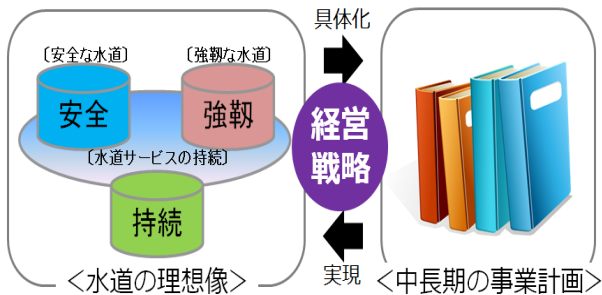 具体化
〔安全な水道〕
〔強靱な水道〕
安全
強靱
経営
戦略
〔水道サービスの持続〕
持続
実現
＜水道の理想像＞
＜中長期の事業計画＞